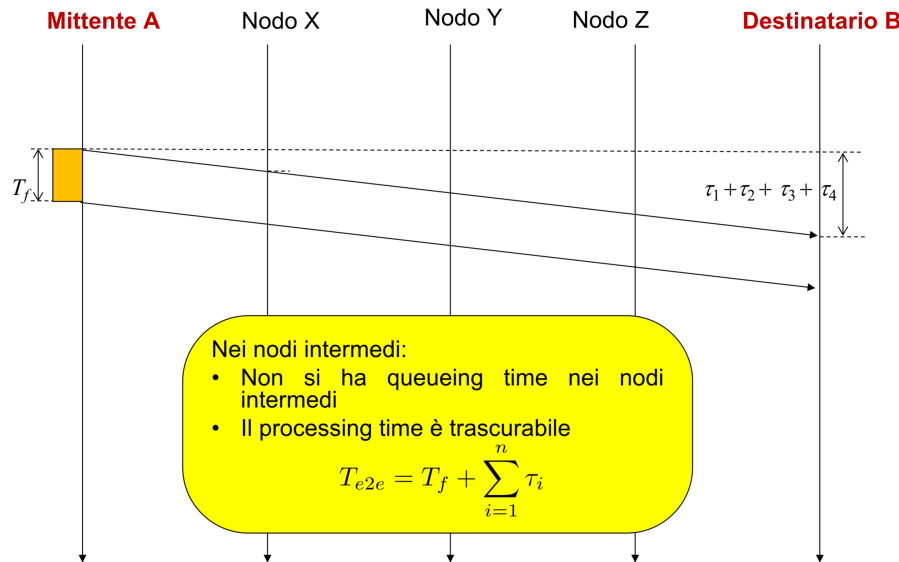 Mittente A Nodo X Nodo Y Nodo Z Destinatario B
T_f
τ_1 + τ_2 + τ_3 + τ_4
Nei nodi intermedi:
• Non si ha queueing time nei nodi
intermedi
• Il processing time è trascurabile
T_{e2e} = T_f + \sum_{i=1}^{n} τ_i